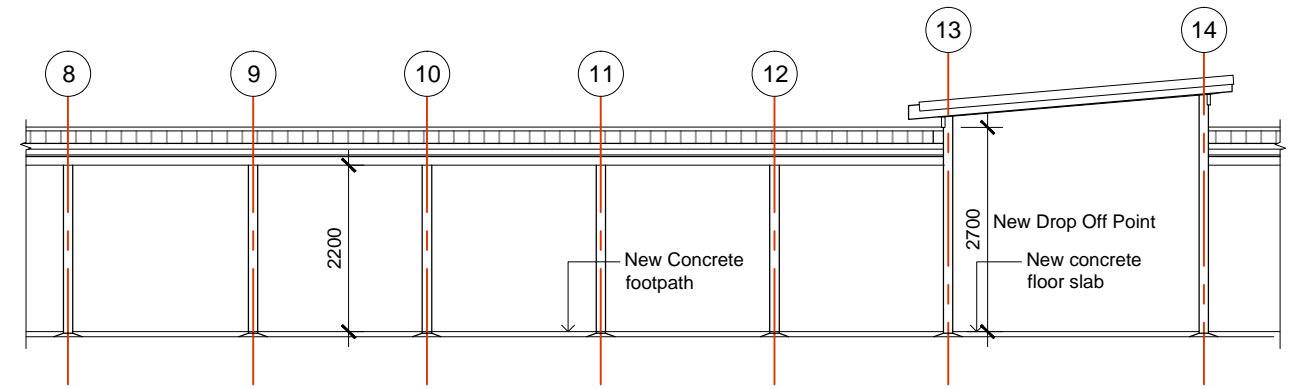 8
9
10
11
12
13
14
2200
2700
New Drop Off Point
New Concrete
footpath
New concrete
floor slab